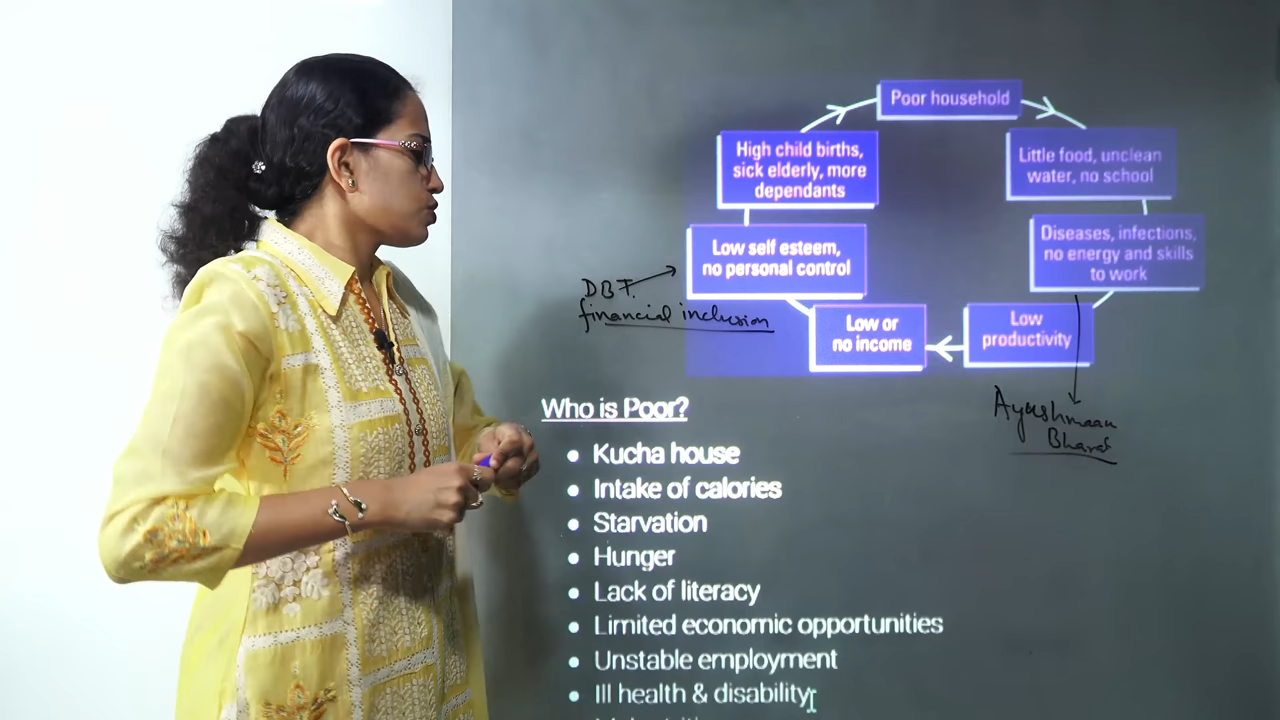 Poor household
High child births,
sick elderly, more
dependants
Little food, unclean
water, no school
Low self esteem,
no personal control
Diseases, infections,
no energy and skills
to work
Low or
no income
Low
productivity
DBT.
financial inclusion
Ayushmaan
Bharat
Who is Poor?
• Kucha house
• Intake of calories
• Starvation
• Hunger
• Lack of literacy
• Limited economic opportunities
• Unstable employment
• Ill health & disability